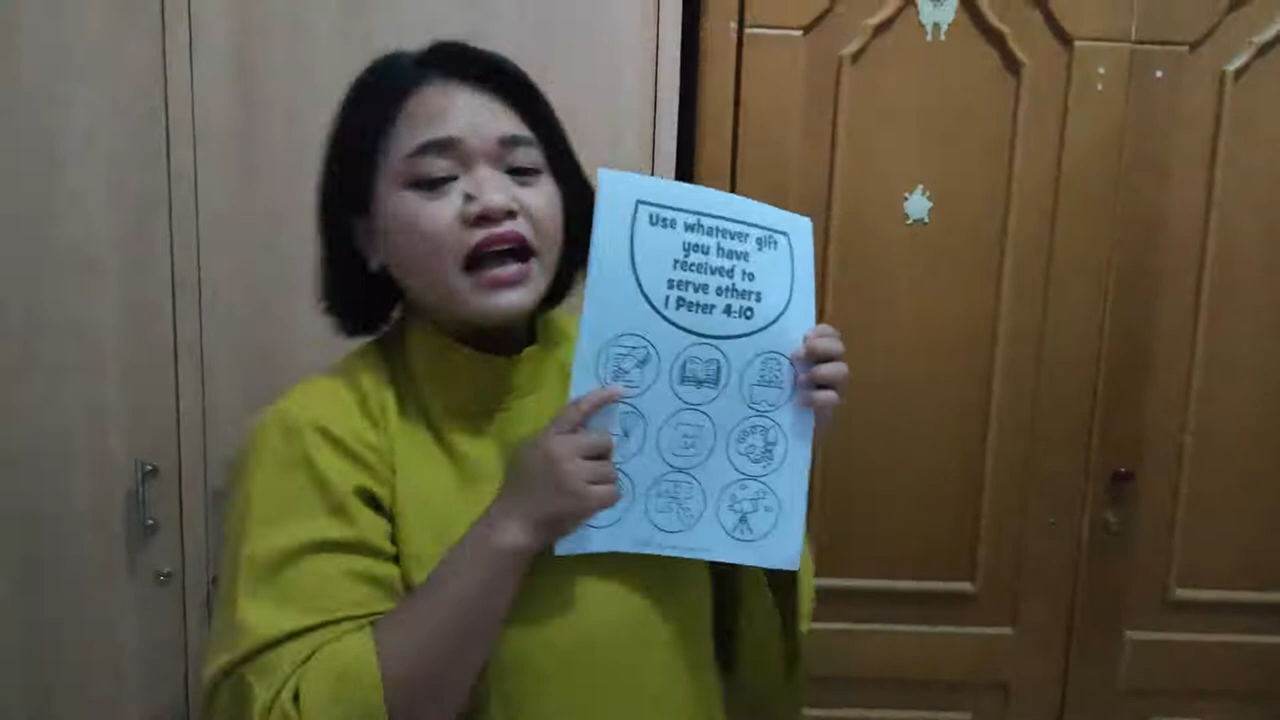 Use whatever gift
you have
received to
serve others
1 Peter 4:10